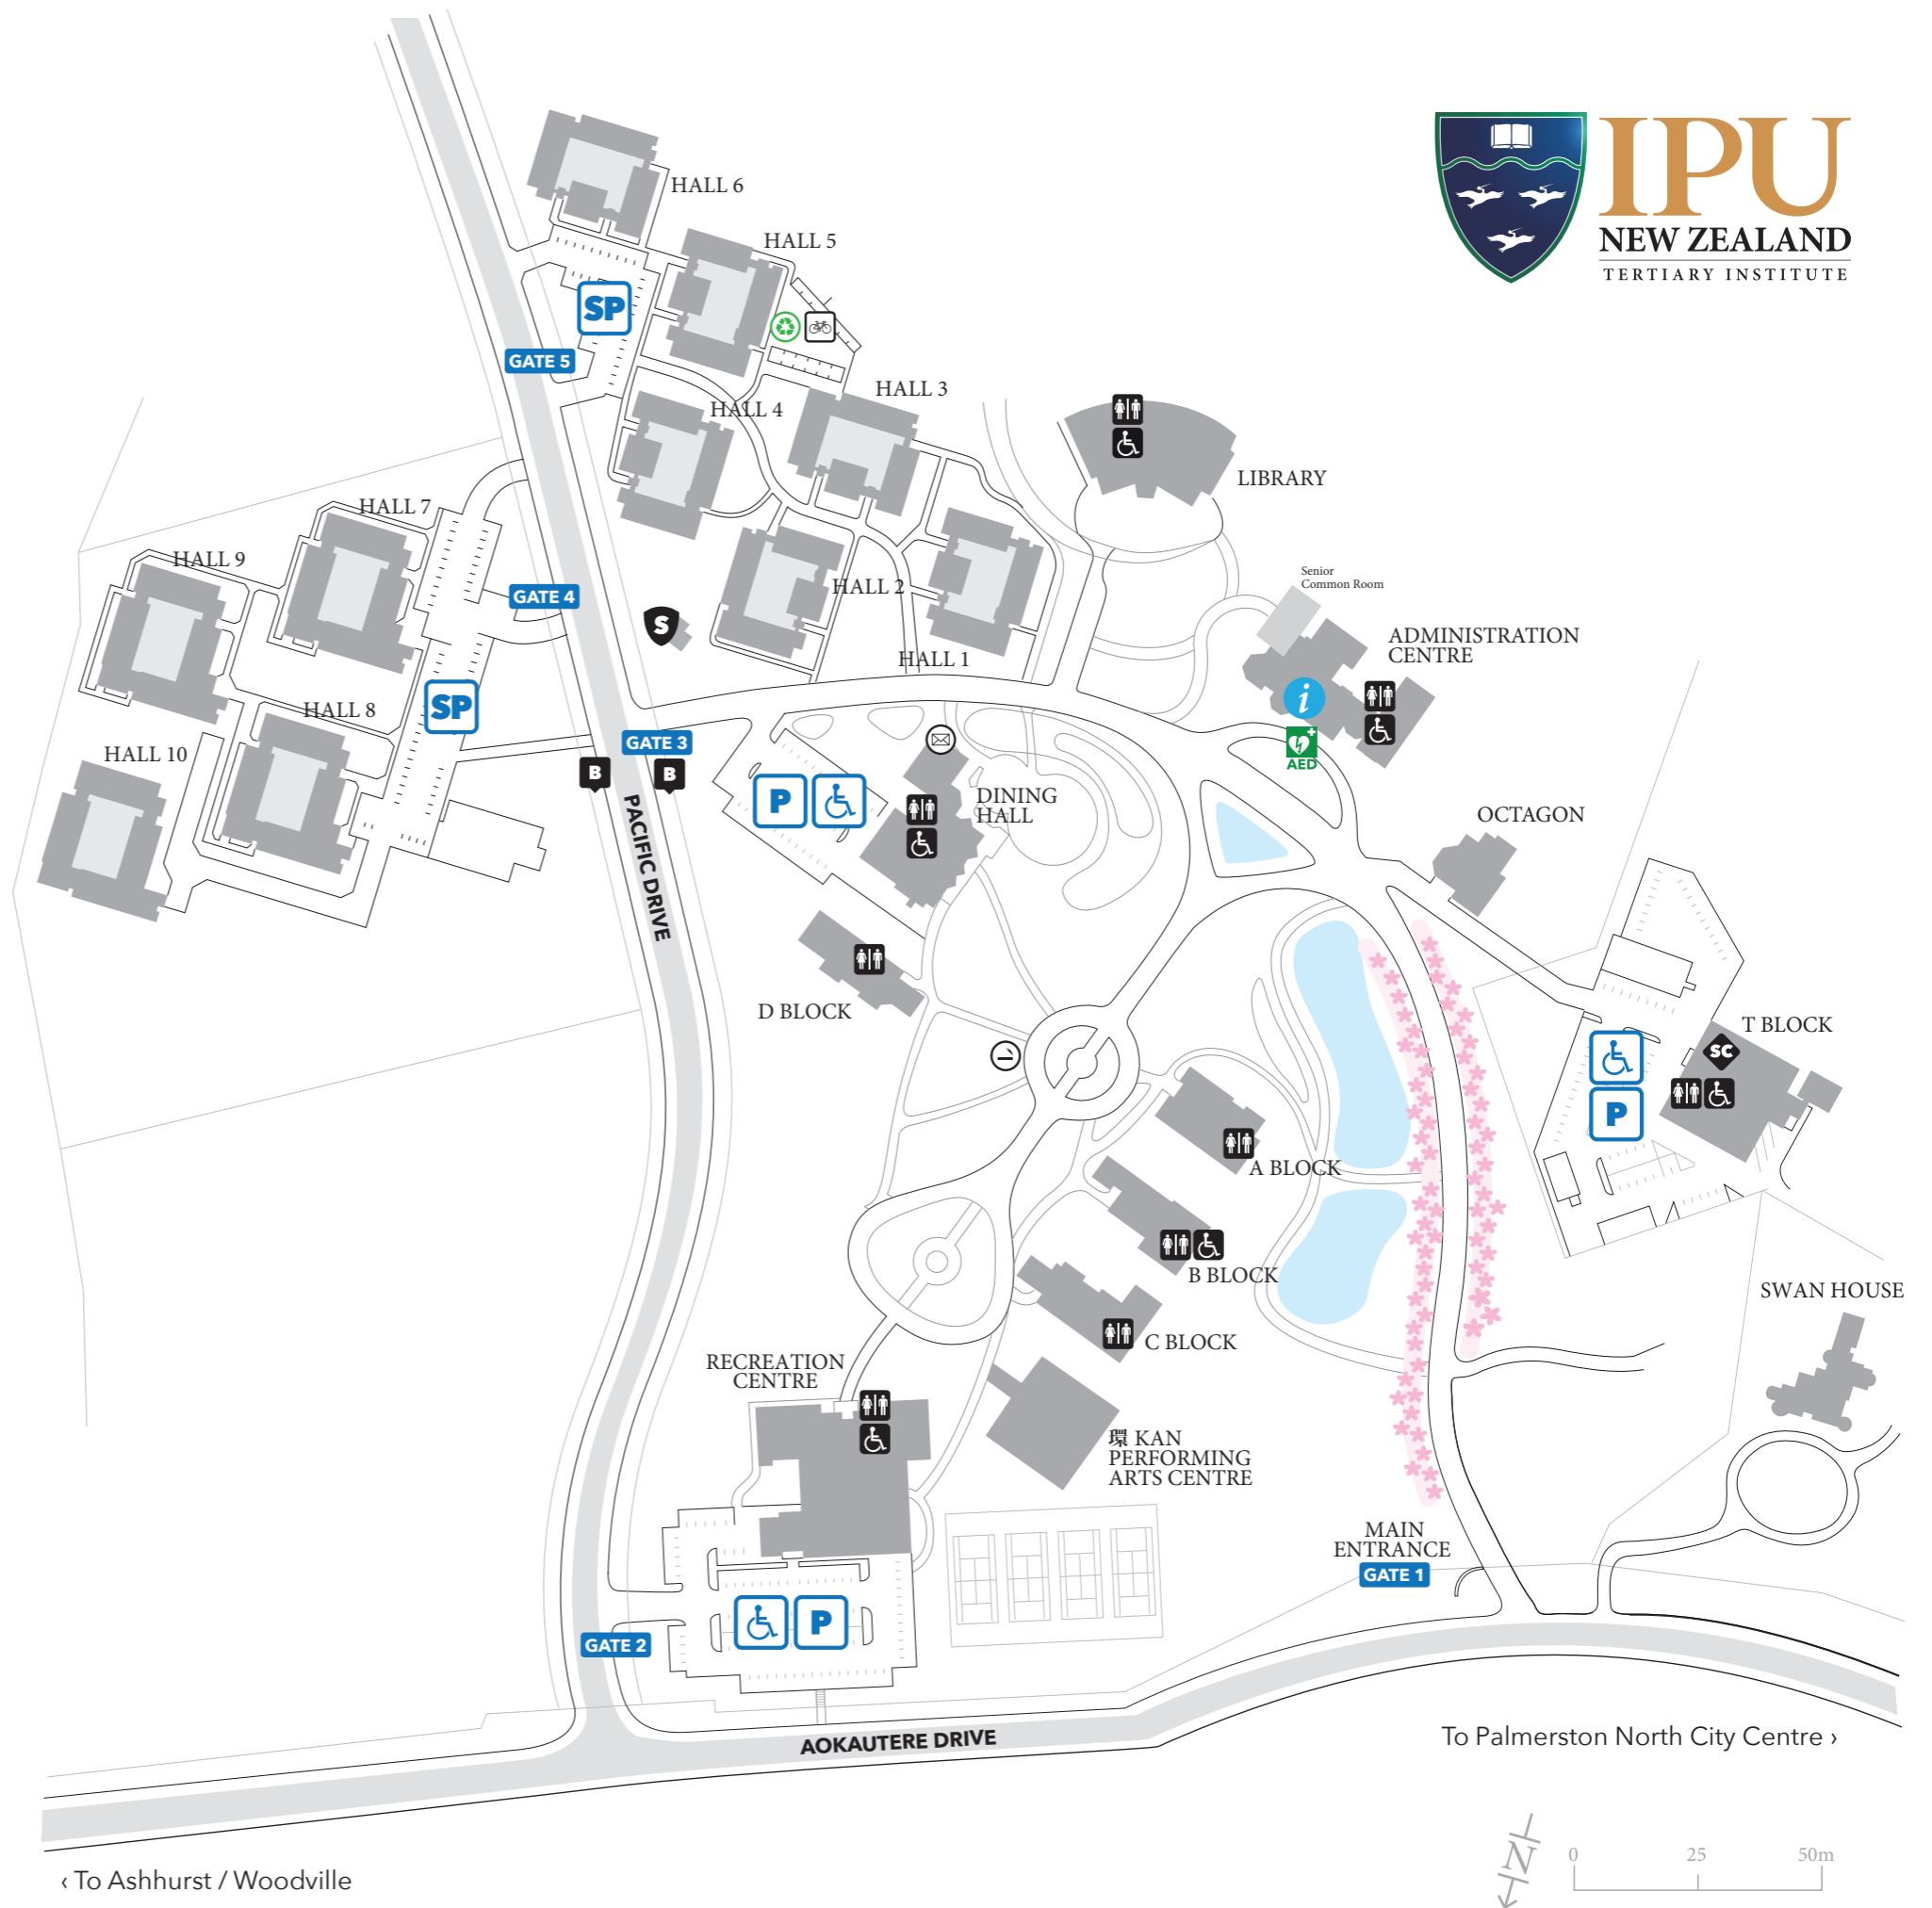 IPU
NEW ZEALAND
TERTIARY INSTITUTE
HALL 6
HALL 5
SP
GATE 5
HALL 3
HALL 4
LIBRARY
HALL 7
HALL 9
Senior
Common Room
HALL 2
GATE 4
S
ADMINISTRATION
CENTRE
HALL 1
i
SP
HALL 8
GATE 3
HALL 10
AED
B
B
P
DINING
HALL
OCTAGON
PACIFIC DRIVE
D BLOCK
T BLOCK
SC
P
A BLOCK
B BLOCK
SWAN HOUSE
C BLOCK
RECREATION
CENTRE
環 KAN
PERFORMING
ARTS CENTRE
MAIN
ENTRANCE
GATE 1
P
GATE 2
AOKAUTERE DRIVE
To Palmerston North City Centre ›
N
0 25 50m
‹ To Ashhurst / Woodville